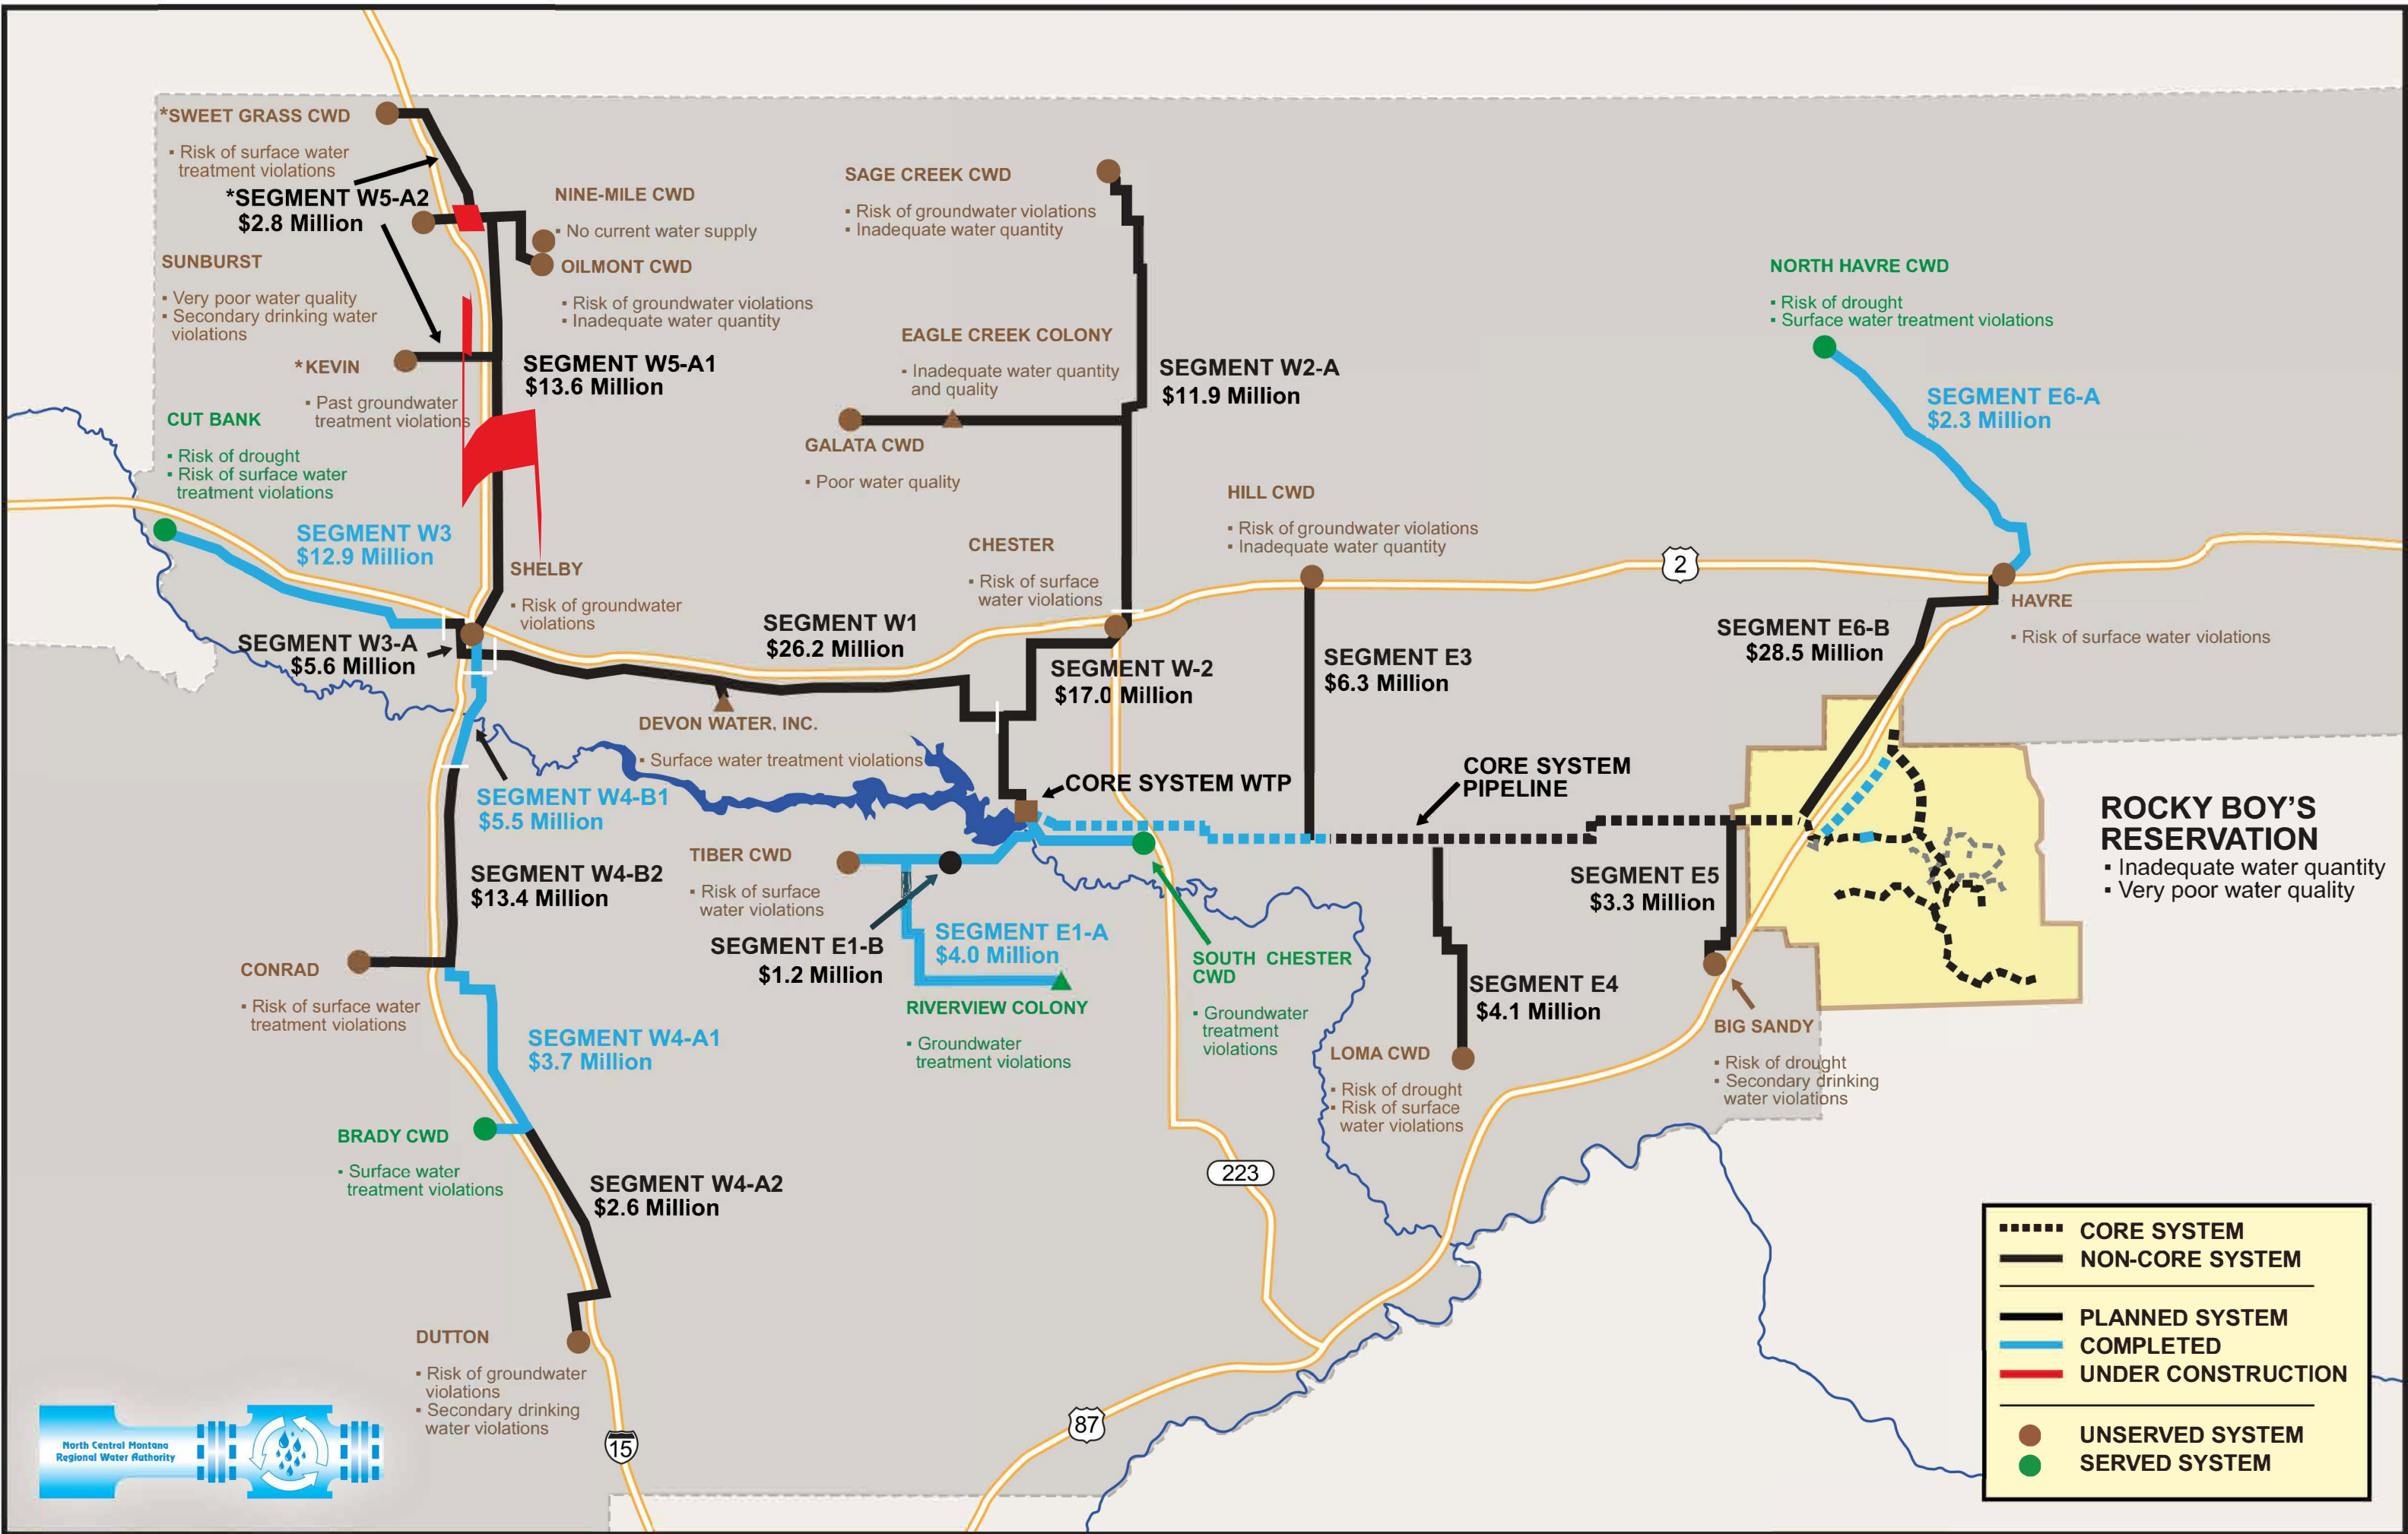 *SWEET GRASS CWD
▪ Risk of surface water
treatment violations
*SEGMENT W5-A2
$2.8 Million
SUNBURST
▪ Very poor water quality
▪ Secondary drinking water
violations
*KEVIN
▪ Past groundwater
treatment violations
CUT BANK
▪ Risk of drought
▪ Risk of surface water
treatment violations
SEGMENT W3
$12.9 Million
NINE-MILE CWD
▪ No current water supply
OILMONT CWD
▪ Risk of groundwater violations
▪ Inadequate water quantity
SEGMENT W5-A1
$13.6 Million
SHELBY
▪ Risk of groundwater
violations
SEGMENT W3-A
$5.6 Million
SAGE CREEK CWD
▪ Risk of groundwater violations
▪ Inadequate water quantity
EAGLE CREEK COLONY
▪ Inadequate water quantity
and quality
SEGMENT W2-A
$11.9 Million
GALATA CWD
▪ Poor water quality
CHESTER
▪ Risk of surface
water violations
HILL CWD
▪ Risk of groundwater violations
▪ Inadequate water quantity
2
NORTH HAVRE CWD
▪ Risk of drought
▪ Surface water treatment violations
SEGMENT E6-A
$2.3 Million
HAVRE
▪ Risk of surface water violations
SEGMENT E6-B
$28.5 Million
SEGMENT W1
$26.2 Million
SEGMENT W-2
$17.0 Million
SEGMENT E3
$6.3 Million
DEVON WATER, INC.
▪ Surface water treatment violations
CORE SYSTEM WTP
CORE SYSTEM
PIPELINE
ROCKY BOY'S
RESERVATION
▪ Inadequate water quantity
▪ Very poor water quality
SEGMENT W4-B1
$5.5 Million
SEGMENT W4-B2
$13.4 Million
TIBER CWD
▪ Risk of surface
water violations
SEGMENT E1-B
$1.2 Million
SEGMENT E1-A
$4.0 Million
RIVERVIEW COLONY
▪ Groundwater
treatment violations
SOUTH CHESTER
CWD
▪ Groundwater
treatment
violations
SEGMENT E5
$3.3 Million
SEGMENT E4
$4.1 Million
LOMA CWD
▪ Risk of drought
▪ Risk of surface
water violations
BIG SANDY
▪ Risk of drought
▪ Secondary drinking
water violations
CONRAD
▪ Risk of surface water
treatment violations
SEGMENT W4-A1
$3.7 Million
BRADY CWD
▪ Surface water
treatment violations
SEGMENT W4-A2
$2.6 Million
223
DUTTON
▪ Risk of groundwater
violations
▪ Secondary drinking
water violations
15
87
North Central Montana
Regional Water Authority
CORE SYSTEM
NON-CORE SYSTEM
PLANNED SYSTEM
COMPLETED
UNDER CONSTRUCTION
UNSERVED SYSTEM
SERVED SYSTEM